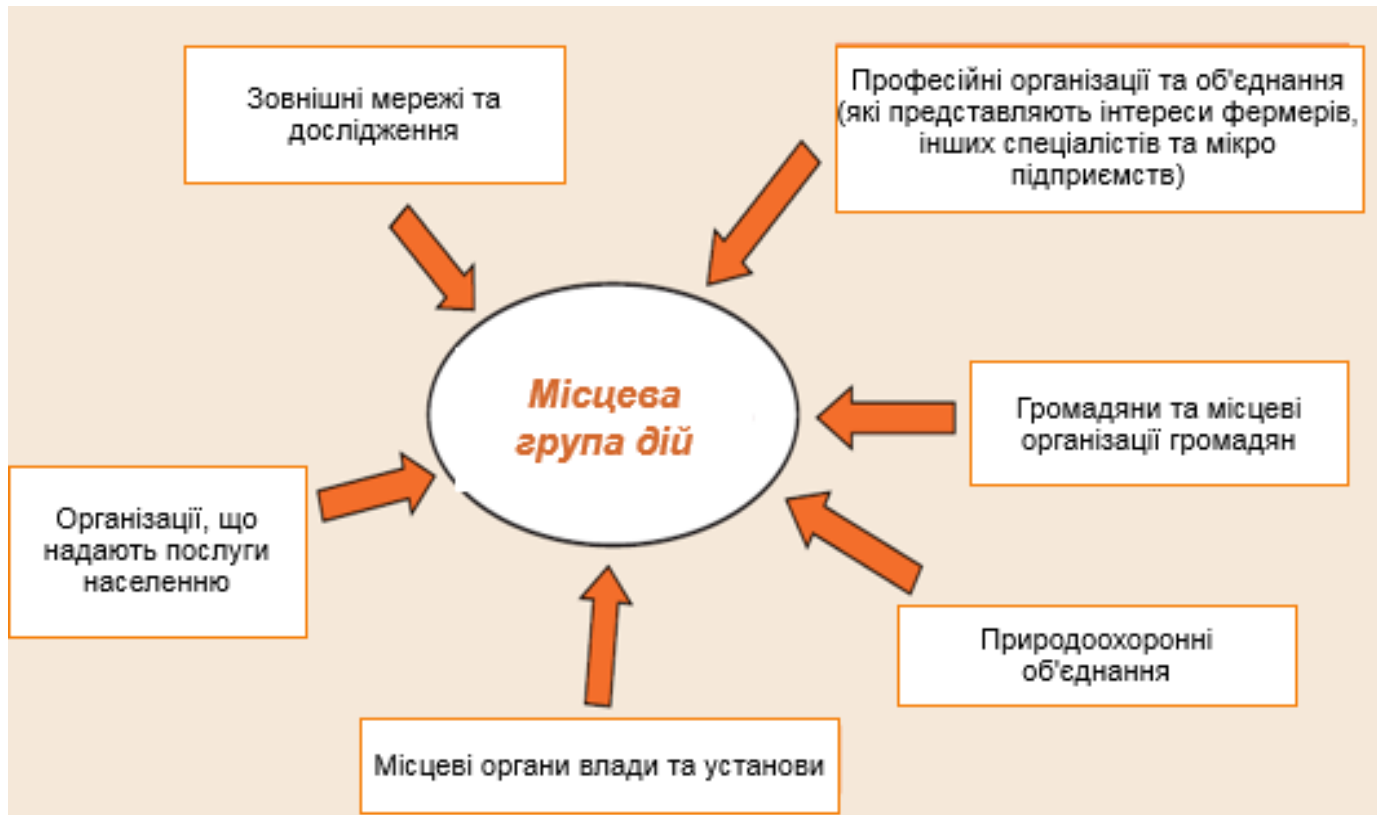 Зовнішні мережі та
дослідження
Професійні організації та об'єднання
(які представляють інтереси фермерів,
інших спеціалістів та мікро
підприємств)
Місцева
група дій
Громадяни та місцеві
організації громадян
Організації, що
надають послуги
населенню
Природоохоронні
об'єднання
Місцеві органи влади та установи